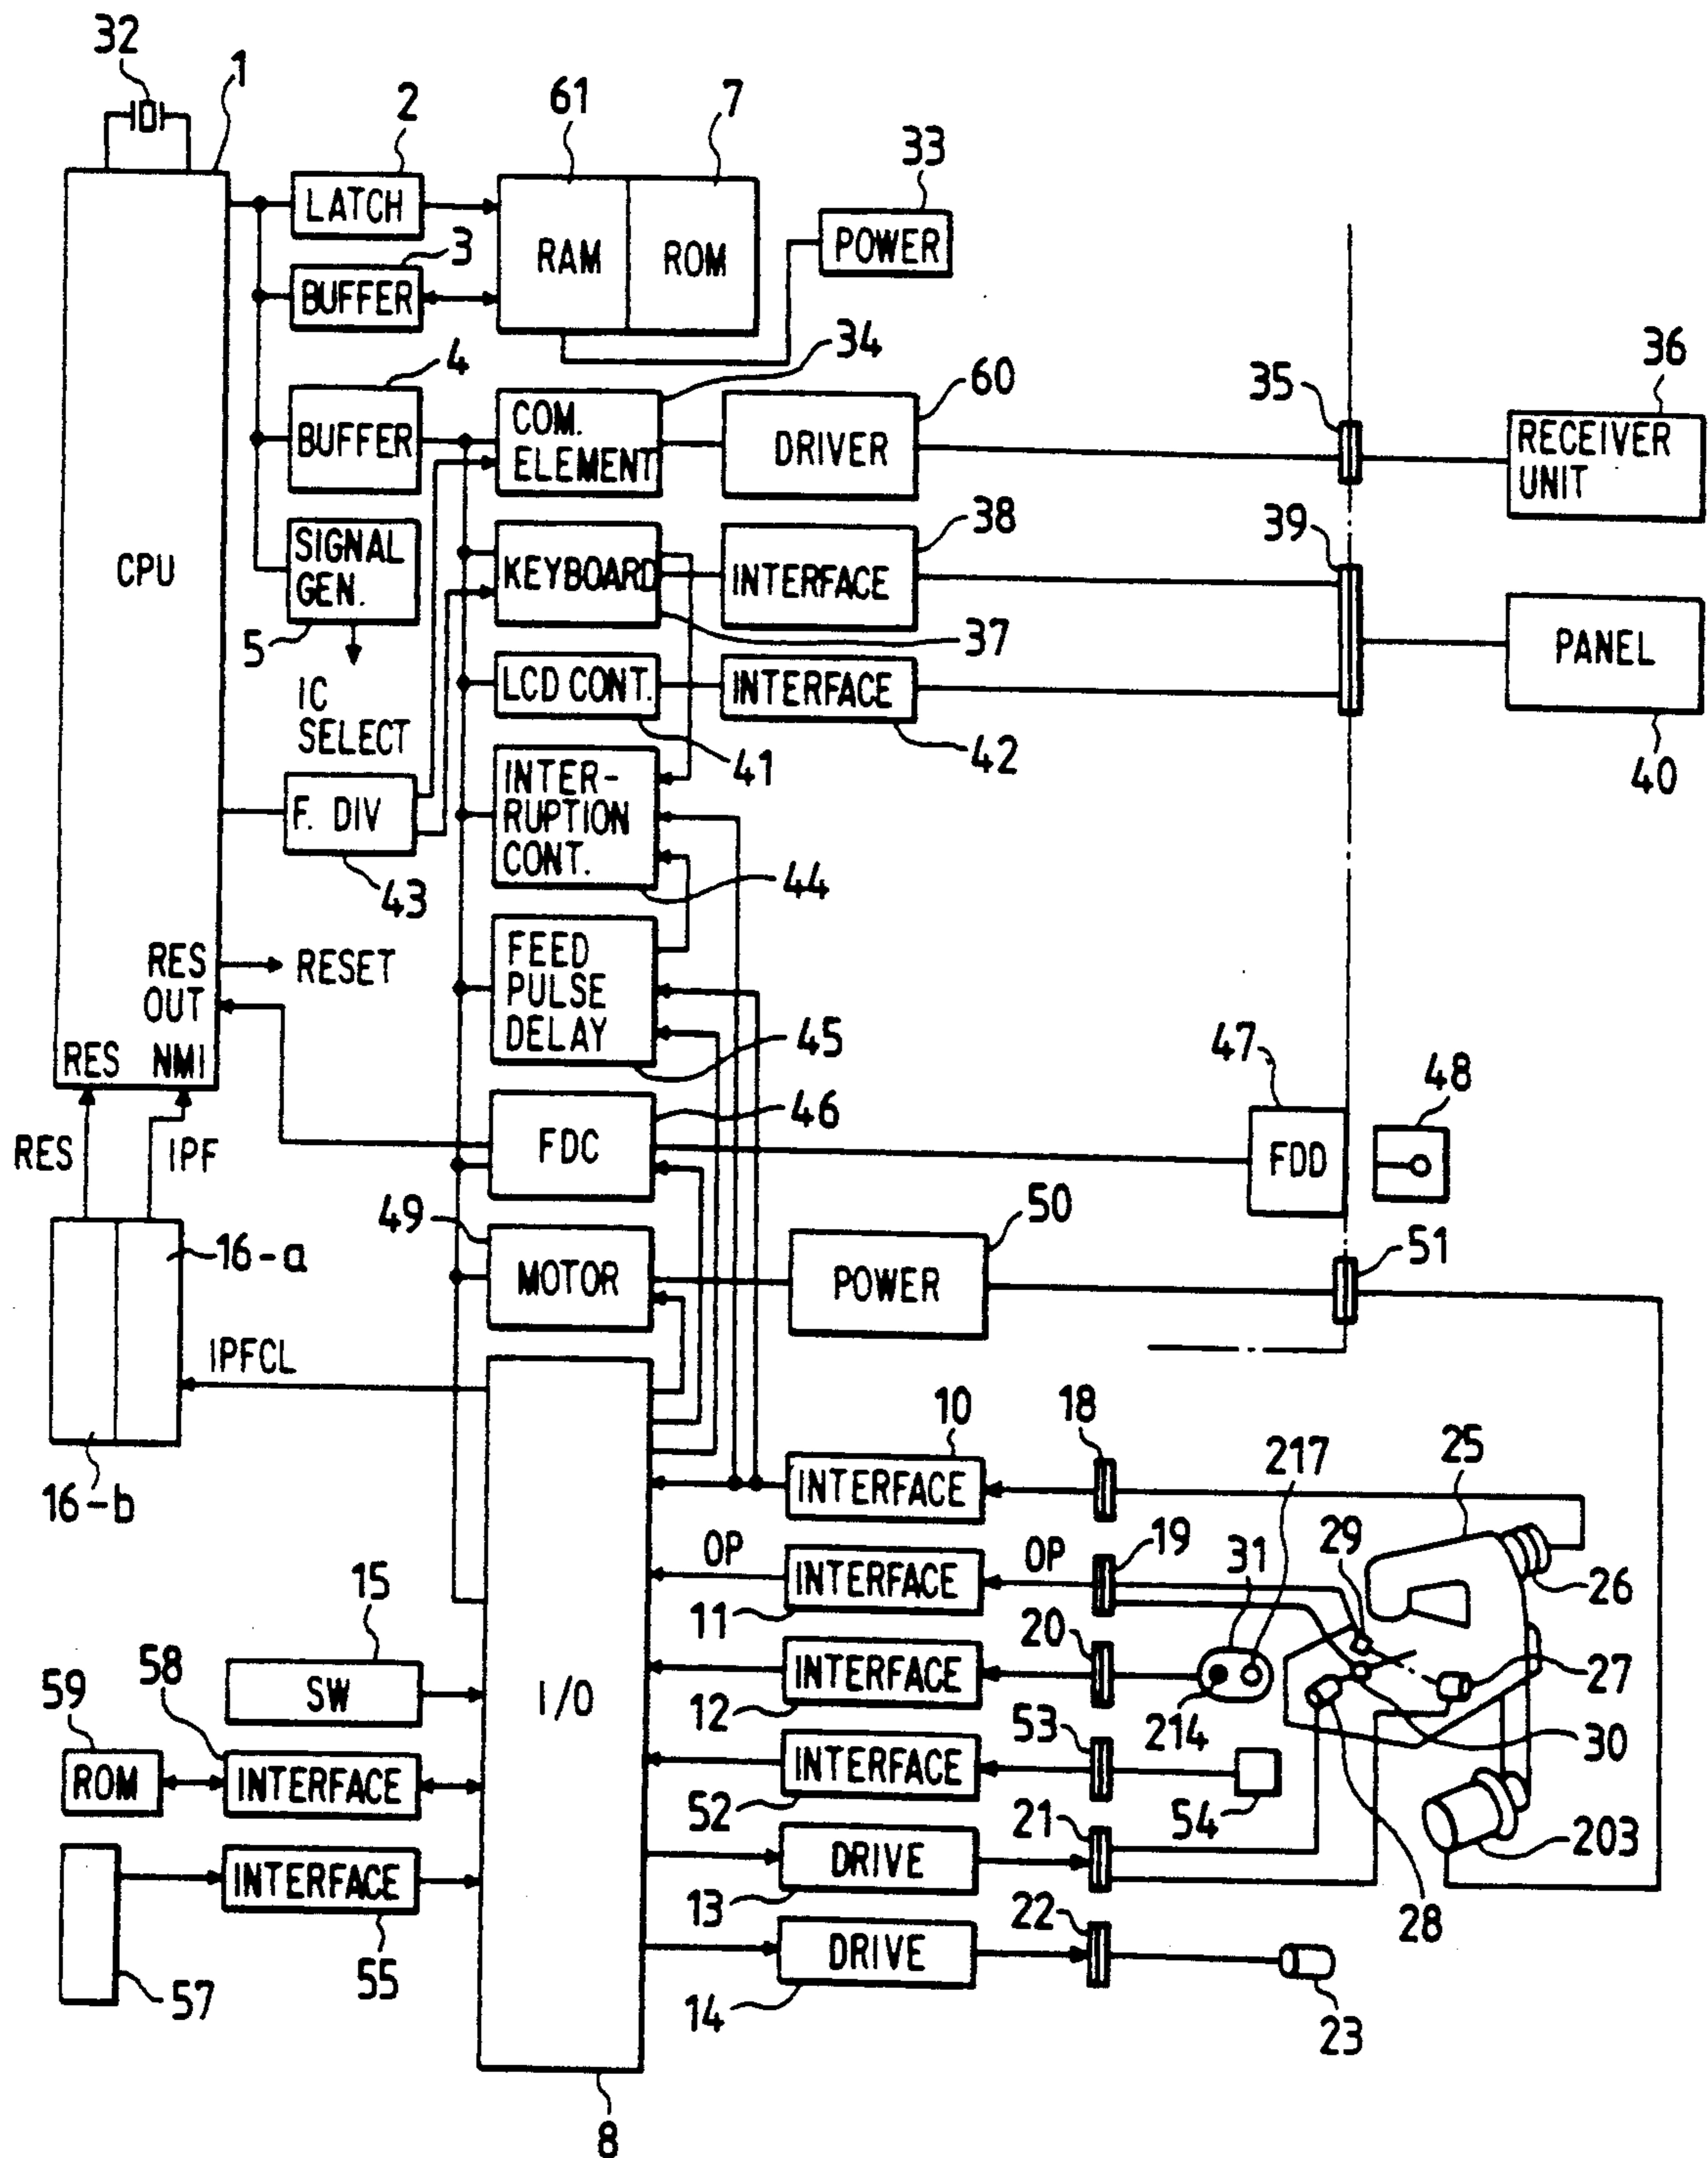 32
1
2
61
7
33
LATCH
RAM
ROM
POWER
3
BUFFER
34
60
35
36
4
BUFFER
COM.
ELEMENT
DRIVER
RECEIVER
UNIT
CPU
SIGNAL
GEN.
5
IC
SELECT
KEYBOARD
37
INTERFACE
38
39
PANEL
40
LCD CONT.
41
INTERFACE
42
F. DIV
43
INTER-
RUPTION
CONT.
44
RES
OUT
RESET
FEED
PULSE
DELAY
45
RES
NMI
RES
IPF
FDC
46
47
FDD
48
16-a
49
MOTOR
50
POWER
51
IPFCL
16-b
10
INTERFACE
18
217
25
26
OP
INTERFACE
OP
11
19
31
29
15
SW
I/O
INTERFACE
12
20
214
27
30
59
ROM
58
INTERFACE
INTERFACE
52
53
54
203
57
INTERFACE
55
DRIVE
13
21
28
DRIVE
14
22
23
8